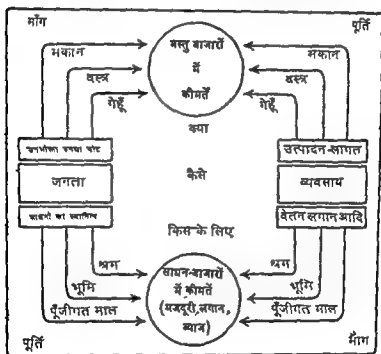 माँग
पूर्ति
मकान
वस्तु बाजारों
में
कीमतें
मकान
वस्त्र
वस्त्र
गेहूँ
गेहूँ
क्या
उत्पादन-लागत
जनता
कैसे
व्यवसाय
वेतन लगान आदि
किस के लिए
श्रम
साधन-बाजारों
में कीमतें
(मजदूरी, लगान,
ब्याज)
श्रम
भूमि
भूमि
पूँजीगत माल
पूँजीगत माल
पूर्ति
माँग